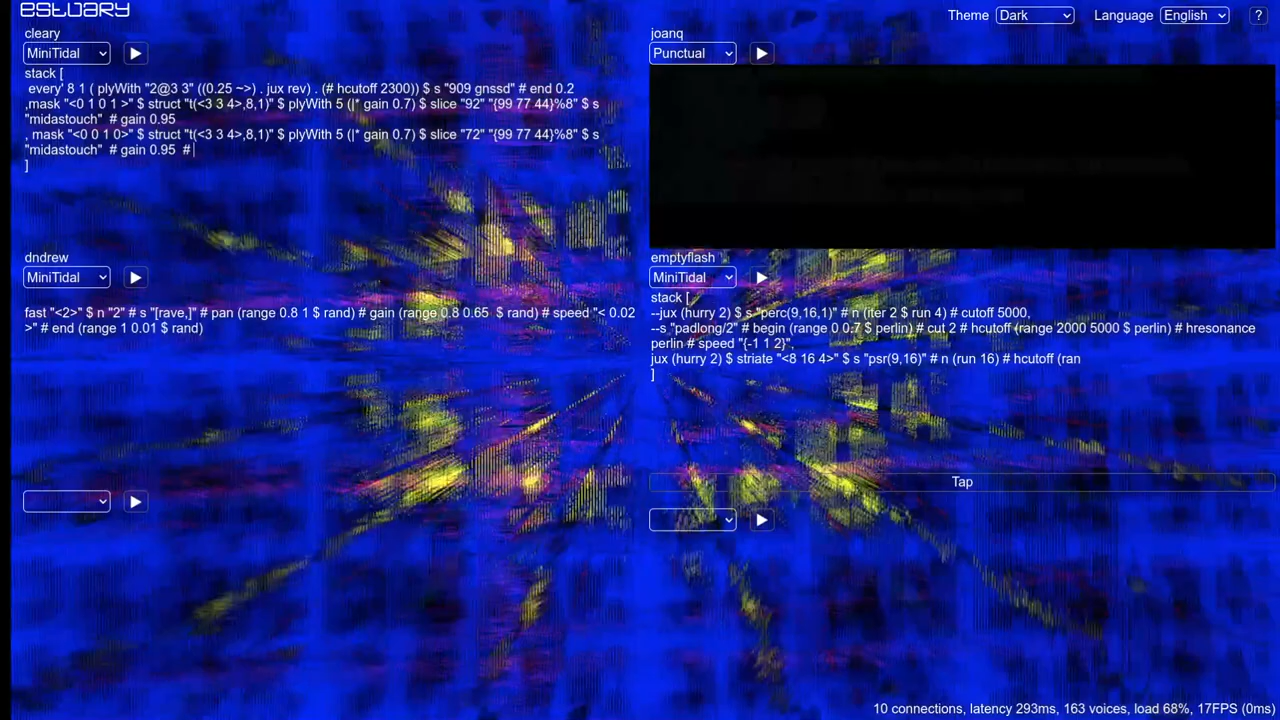 estuary
Theme Dark Language English ?
cleary
MiniTidal
stack [
every' 8 1 ( plyWith "2@3 3" ((0.25 ~>) . jux rev) . (# hcutoff 2300)) $ s "909 gnssd" # end 0.2
,mask "<0 1 0 1 >" $ struct "t(<3 3 4>,8,1)" $ plyWith 5 (|* gain 0.7) $ slice "92" "{99 77 44}%8" $ s
"midastouch" # gain 0.95
, mask "<0 0 1 0>" $ struct "t(<3 3 4>,8,1)" $ plyWith 5 (|* gain 0.7) $ slice "72" "{99 77 44}%8" $ s
"midastouch" # gain 0.95 #
]
joanq
Punctual
dndrew
MiniTidal
fast "<2>" $ n "2" # s "[rave,]" # pan (range 0.8 1 $ rand) # gain (range 0.8 0.65 $ rand) # speed "< 0.02
>" # end (range 1 0.01 $ rand)
emptyflash
MiniTidal
stack [
--jux (hurry 2) $ s "perc(9,16,1)" # n (iter 2 $ run 4) # cutoff 5000,
--s "padlong/2" # begin (range 0 0.7 $ perlin) # cut 2 # hcutoff (range 2000 5000 $ perlin) # hresonance
perlin # speed "{-1 1 2}",
jux (hurry 2) $ striate "<8 16 4>" $ s "psr(9,16)" # n (run 16) # hcutoff (ran
]
Tap
10 connections, latency 293ms, 163 voices, load 68%, 17FPS (0ms)